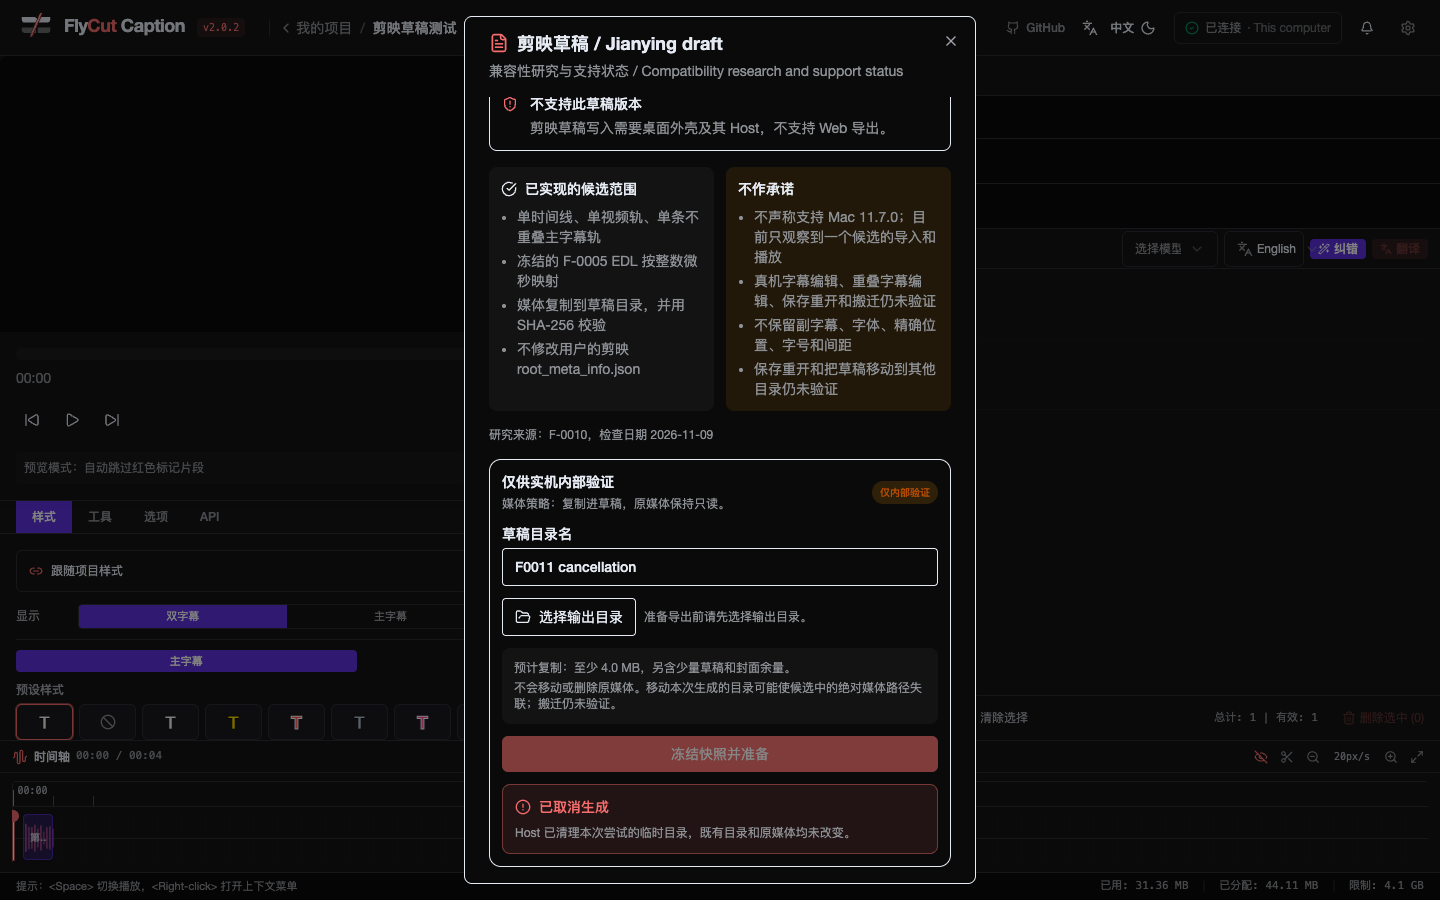 FlyCut Caption v2.0.2 我的项目 / 剪映草稿测试
GitHub 中文 已连接 · This computer
剪映草稿 / Jianying draft
兼容性研究与支持状态 / Compatibility research and support status
不支持此草稿版本
剪映草稿写入需要桌面外壳及其 Host，不支持 Web 导出。
已实现的候选范围
• 单时间线、单视频轨、单条不
重叠主字幕轨
• 冻结的 F-0005 EDL 按整数微
秒映射
• 媒体复制到草稿目录，并用
SHA-256 校验
• 不修改用户的剪映
root_meta_info.json
不作承诺
• 不声称支持 Mac 11.7.0；目
前只观察到一个候选的导入和
播放
• 真机字幕编辑、重叠字幕编
辑、保存重开和搬迁仍未验证
• 不保留副字幕、字体、精确位
置、字号和间距
• 保存重开和把草稿移动到其他
目录仍未验证
研究来源：F-0010，检查日期 2026-11-09
仅供实机内部验证
仅内部验证
媒体策略：复制进草稿，原媒体保持只读。
草稿目录名
F0011 cancellation
选择输出目录 准备导出前请先选择输出目录。
预计复制：至少 4.0 MB，另含少量草稿和封面余量。
不会移动或删除原媒体。移动本次生成的目录可能使候选中的绝对媒体路径失
联；搬迁仍未验证。
冻结快照并准备
已取消生成
Host 已清理本次尝试的临时目录，既有目录和原媒体均未改变。
选择模型 English 纠错 翻译
00:00
预览模式：自动跳过红色标记片段
样式 工具 选项 API
跟随项目样式
显示 双字幕 主字幕
主字幕
预设样式
T T T T T T
清除选择 总计: 1 | 有效: 1 删除选中 (0)
时间轴 00:00 / 00:04 20px/s
00:00
提示：<Space> 切换播放，<Right-click> 打开上下文菜单
已用: 31.36 MB 已分配: 44.11 MB 限制: 4.1 GB